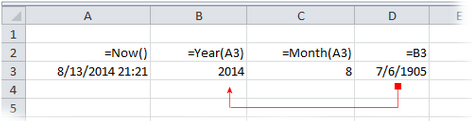 A B C D E
1
2 =Now() =Year(A3) =Month(A3) =B3
3 8/13/2014 21:21 2014 8 7/6/1905
4
5